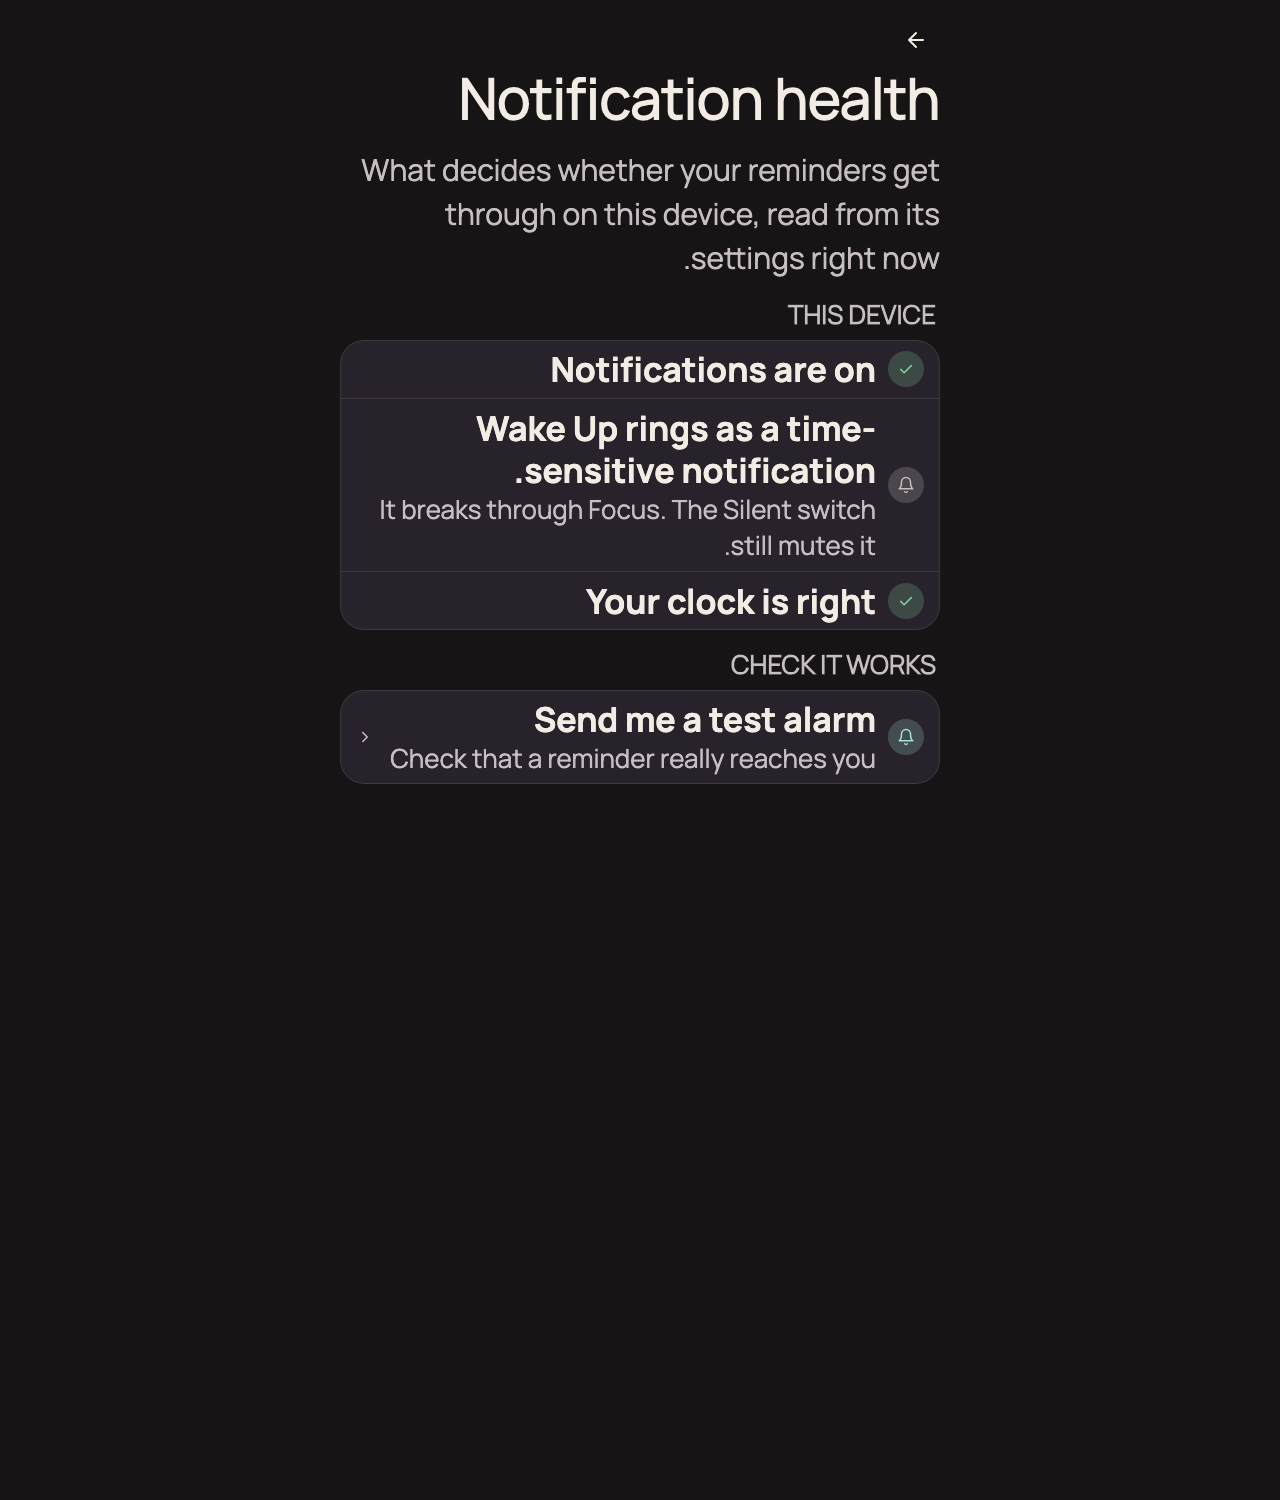 Notification health
What decides whether your reminders get
through on this device, read from its
.settings right now
THIS DEVICE
Notifications are on
Wake Up rings as a time-
.sensitive notification
It breaks through Focus. The Silent switch
.still mutes it
Your clock is right
CHECK IT WORKS
Send me a test alarm
Check that a reminder really reaches you